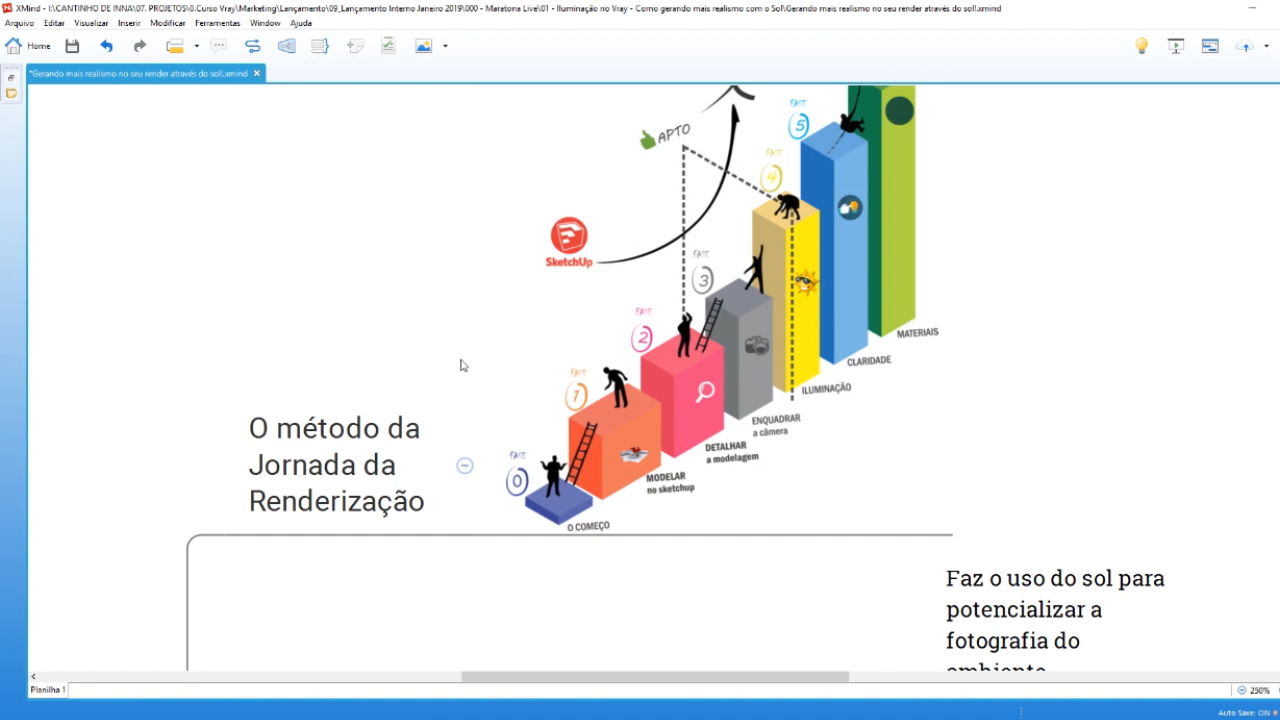 XMind - I:\CANTINHO DE INNA\07. PROJETOS\0.Curso Vray\Marketing\Lançamento\09_Lançamento Interno Janeiro 2019\000 - Maratona Live\01 - Iluminação no Vray - Como gerando mais realismo com o Sol\Gerando mais realismo no seu render através do sol!.xmind
Arquivo Editar Visualizar Inserir Modificar Ferramentas Window Ajuda
Home
*Gerando mais realismo no seu render através do sol!.xmind
FASE
5
APTO
FASE
4
SketchUp
FASE
3
FASE
2
MATERIAIS
CLARIDADE
FASE
1
ILUMINAÇÃO
ENQUADRAR
a câmera
O método da
Jornada da
Renderização
DETALHAR
a modelagem
FASE
0
MODELAR
no sketchup
O COMEÇO
Faz o uso do sol para
potencializar a
fotografia do
ambiente
Planilha 1
250%
Auto Save: ON